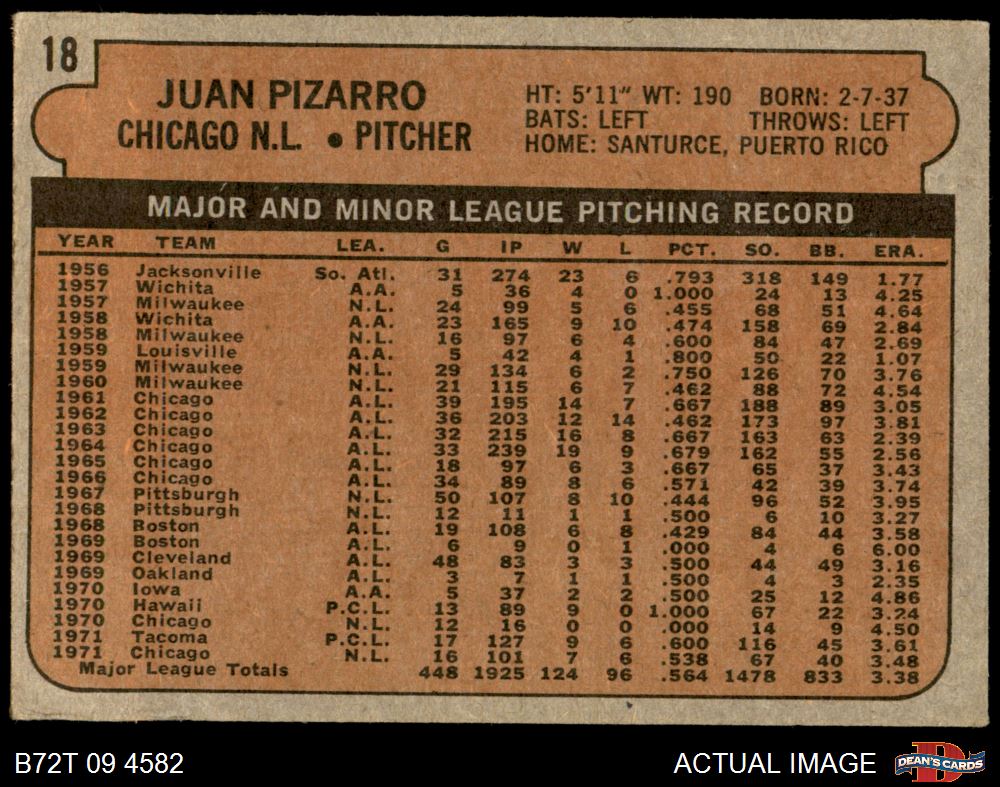 18
JUAN PIZARRO
CHICAGO N.L. • PITCHER
HT: 5'11" WT: 190 BORN: 2-7-37
BATS: LEFT THROWS: LEFT
HOME: SANTURCE, PUERTO RICO
MAJOR AND MINOR LEAGUE PITCHING RECORD
YEAR TEAM LEA. G IP W L PCT. SO. BB. ERA.
1956 Jacksonville So. Atl. 31 274 23 6 .793 318 149 1.77
1957 Wichita A.A. 5 36 4 0 1.000 24 13 4.25
1957 Milwaukee N.L. 24 99 5 6 .455 68 51 4.64
1958 Wichita A.A. 23 165 9 10 .474 158 69 2.84
1958 Milwaukee N.L. 16 97 6 4 .600 84 47 2.69
1959 Louisville A.A. 5 42 4 1 .800 50 22 1.07
1959 Milwaukee N.L. 29 134 6 2 .750 126 70 3.76
1960 Milwaukee N.L. 21 115 6 7 .462 88 72 4.54
1961 Chicago A.L. 39 195 14 7 .667 188 89 3.05
1962 Chicago A.L. 36 203 12 14 .462 173 97 3.81
1963 Chicago A.L. 32 215 16 8 .667 163 63 2.39
1964 Chicago A.L. 33 239 19 9 .679 162 55 2.56
1965 Chicago A.L. 18 97 6 3 .667 65 37 3.43
1966 Chicago A.L. 34 89 8 6 .571 42 39 3.74
1967 Pittsburgh N.L. 50 107 8 10 .444 96 52 3.95
1968 Pittsburgh N.L. 12 11 1 1 .500 6 10 3.27
1968 Boston A.L. 19 108 6 8 .429 84 44 3.58
1969 Boston A.L. 6 9 0 1 .000 4 6 6.00
1969 Cleveland A.L. 48 83 3 3 .500 44 49 3.16
1969 Oakland A.L. 3 7 1 1 .500 4 3 2.35
1970 Iowa A.A. 5 37 2 2 .500 25 12 4.86
1970 Hawaii P.C.L. 13 89 9 0 1.000 67 22 3.24
1970 Chicago N.L. 12 16 0 0 .000 14 9 4.50
1971 Tacoma P.C.L. 17 127 9 6 .600 116 45 3.61
1971 Chicago N.L. 16 101 7 6 .538 67 40 3.48
Major League Totals 448 1925 124 96 .564 1478 833 3.38
B72T 09 4582
ACTUAL IMAGE
D
DEAN'S CARDS